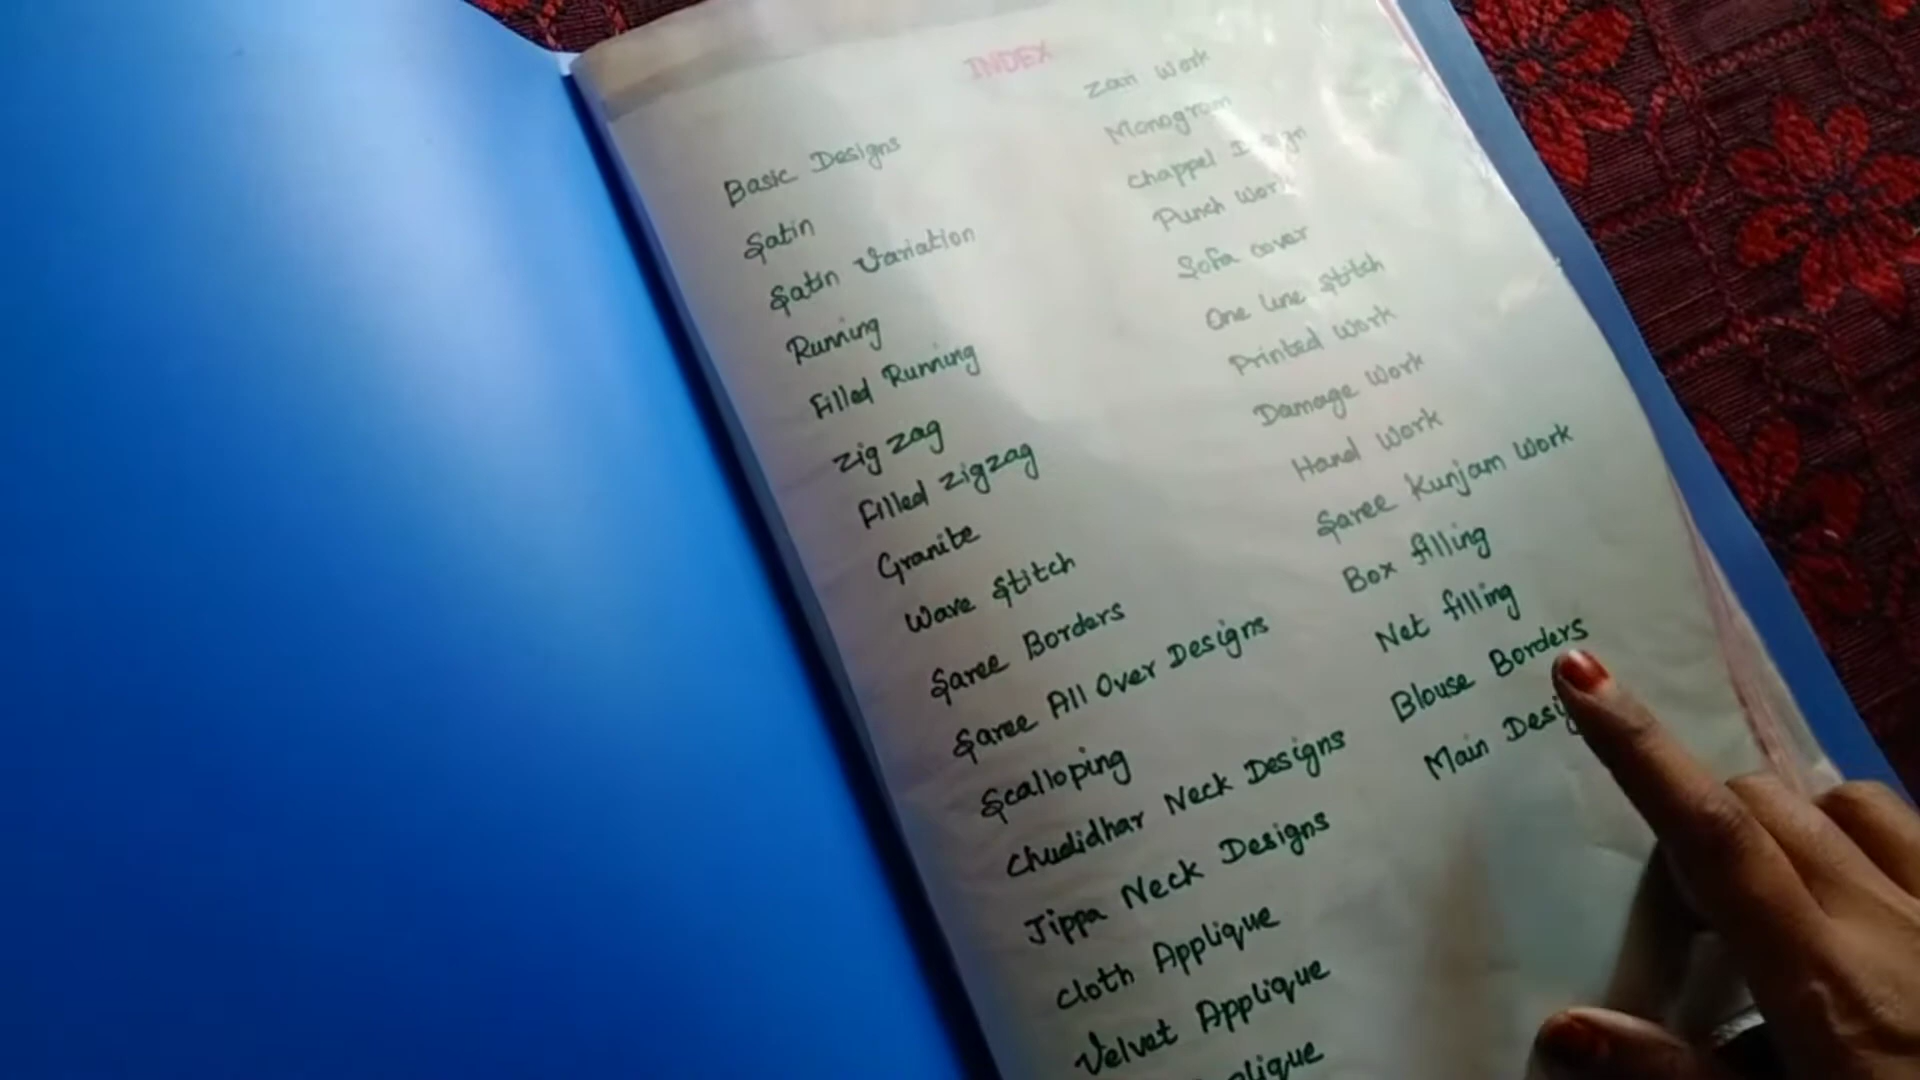 INDEX
Basic Designs
Satin
Satin Variation
Running
Filled Running
Zig zag
Filled zigzag
Granite
Wave Stitch
Saree Borders
Saree All Over Designs
Scalloping
Chudidhar Neck Designs
Jippa Neck Designs
Cloth Applique
Velvet Applique
Zari Work
Monogram
Chappel Design
Punch Work
Sofa cover
One line Stitch
Printed Work
Damage Work
Hand Work
Saree Kunjam Work
Box filling
Net filling
Blouse Borders
Main